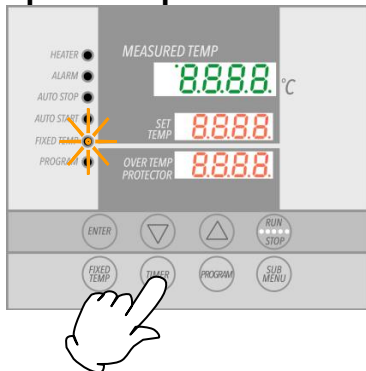 HEATER
ALARM
AUTO STOP
AUTO START
FIXED TEMP
PROGRAM
MEASURED TEMP
8.8.8.8.
°C
SET
TEMP
8.8.8.8.
OVER TEMP
PROTECTOR
8.8.8.8.
ENTER
RUN
STOP
FIXED
TEMP
TIMER
PROGRAM
SUB
MENU